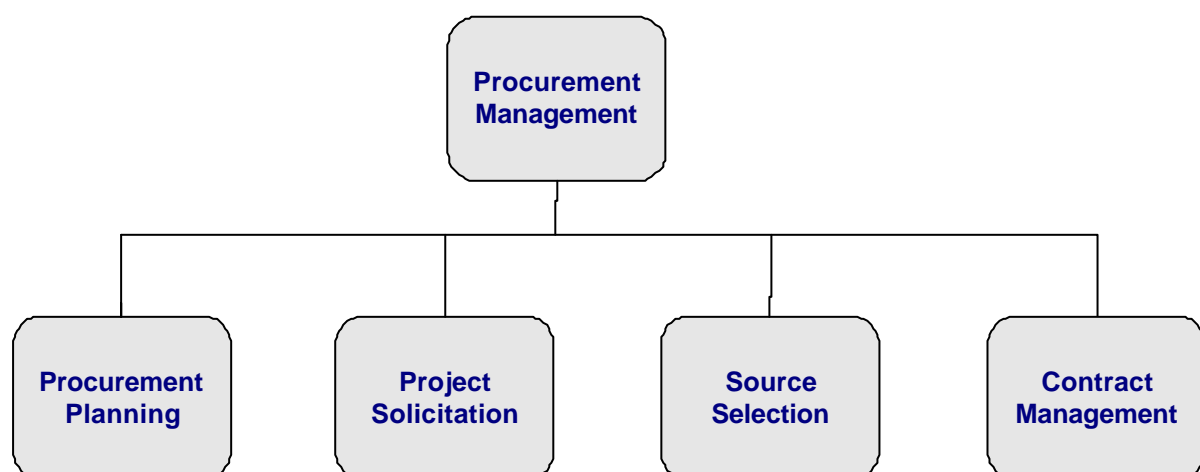 Procurement
Management
Procurement
Planning
Project
Solicitation
Source
Selection
Contract
Management